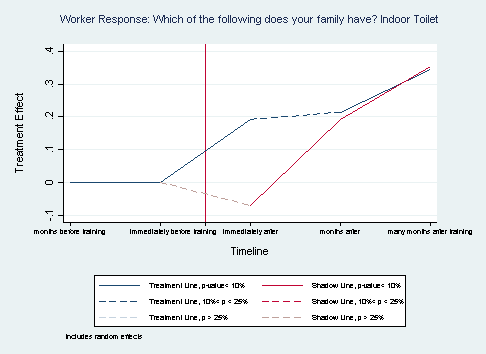 Worker Response: Which of the following does your family have? Indoor Toilet
Treatment Effect
.4
.3
.2
.1
0
-.1
months before training immediately before training immediately after months after many months after training
Timeline
Treatment Line, p-value< 10% Shadow Line, p-value< 10%
Treatment Line, 10%< p < 25% Shadow Line, 10%< p < 25%
Treatment Line, p > 25% Shadow Line, p > 25%
Includes random effects